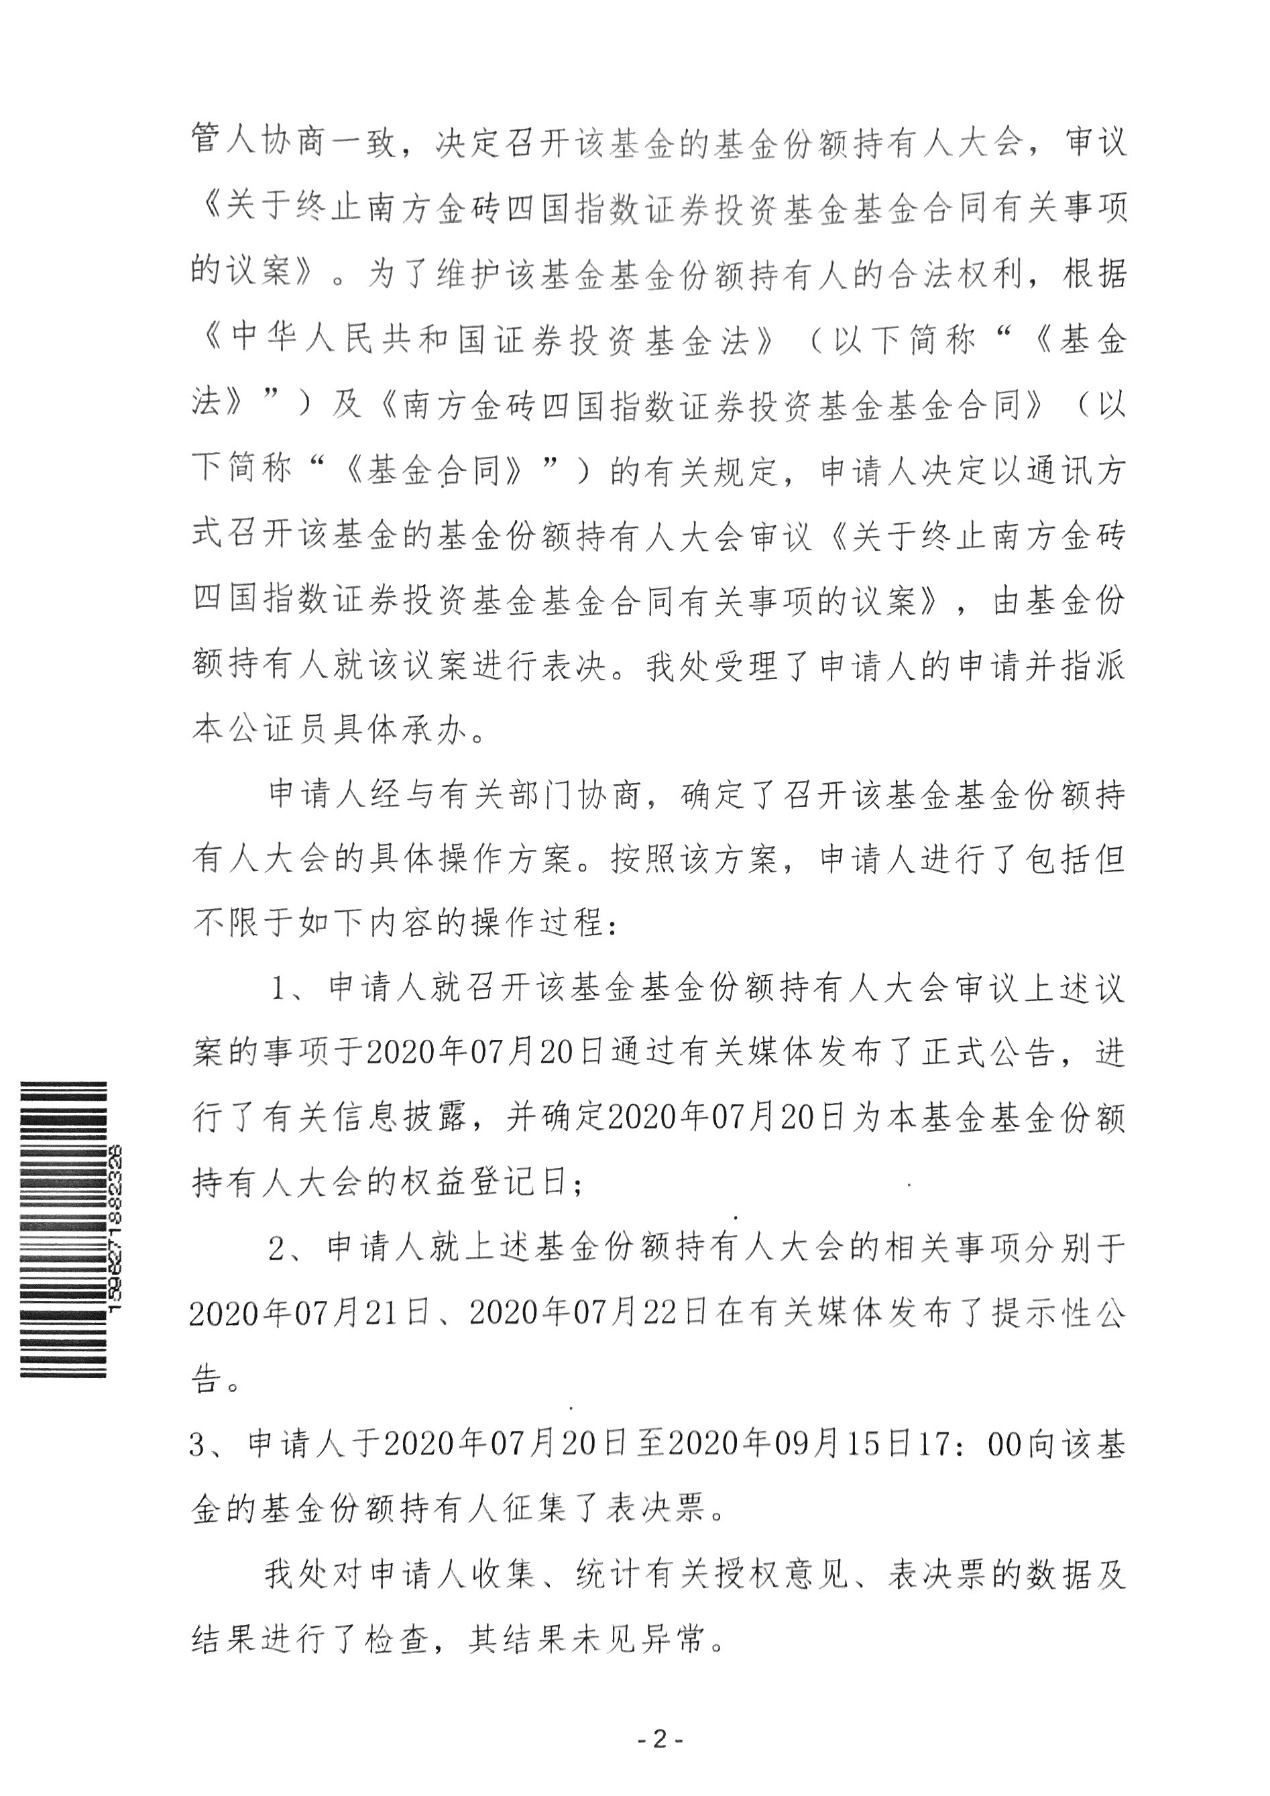 管人协商一致，决定召开该基金的基金份额持有人大会，审议
《关于终止南方金砖四国指数证券投资基金基金合同有关事项
的议案》。为了维护该基金基金份额持有人的合法权利，根据
《中华人民共和国证券投资基金法》（以下简称“《基金
法》”）及《南方金砖四国指数证券投资基金基金合同》（以
下简称“《基金合同》”）的有关规定，申请人决定以通讯方
式召开该基金的基金份额持有人大会审议《关于终止南方金砖
四国指数证券投资基金基金合同有关事项的议案》，由基金份
额持有人就该议案进行表决。我处受理了申请人的申请并指派
本公证员具体承办。
申请人经与有关部门协商，确定了召开该基金基金份额持
有人大会的具体操作方案。按照该方案，申请人进行了包括但
不限于如下内容的操作过程：
1、申请人就召开该基金基金份额持有人大会审议上述议
案的事项于2020年07月20日通过有关媒体发布了正式公告，进
行了有关信息披露，并确定2020年07月20日为本基金基金份额
持有人大会的权益登记日；
2、申请人就上述基金份额持有人大会的相关事项分别于
2020年07月21日、2020年07月22日在有关媒体发布了提示性公
告。
3、申请人于2020年07月20日至2020年09月15日17：00向该基
金的基金份额持有人征集了表决票。
我处对申请人收集、统计有关授权意见、表决票的数据及
结果进行了检查，其结果未见异常。
1596271882328
- 2 -